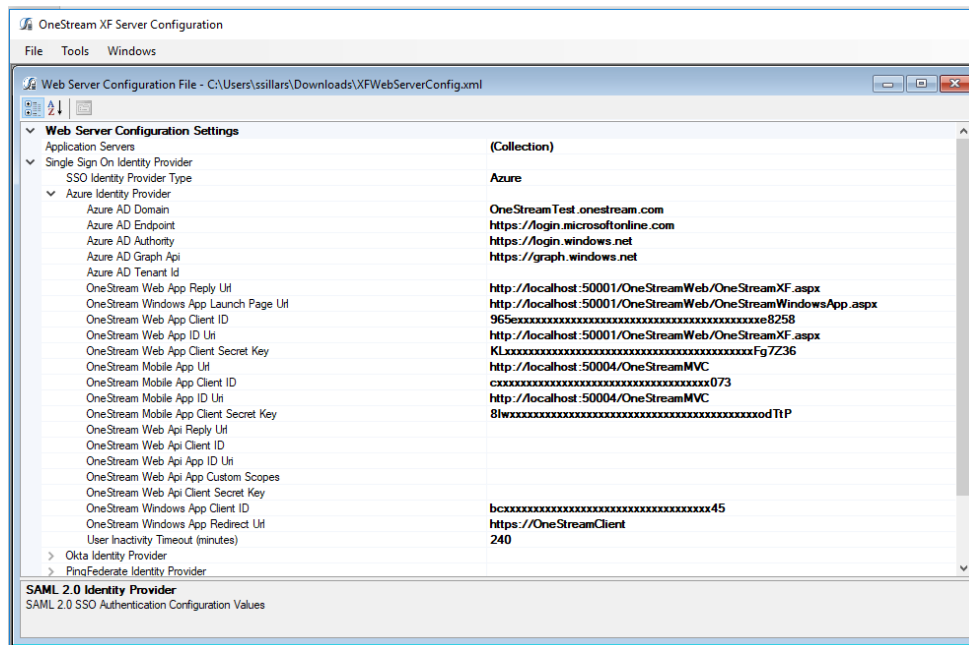 OneStream XF Server Configuration
File Tools Windows
Web Server Configuration File - C:\Users\ssillars\Downloads\XFWebServerConfig.xml
Web Server Configuration Settings
Application Servers (Collection)
Single Sign On Identity Provider
SSO Identity Provider Type Azure
Azure Identity Provider
Azure AD Domain OneStreamTest.onestream.com
Azure AD Endpoint https://login.microsoftonline.com
Azure AD Authority https://login.windows.net
Azure AD Graph Api https://graph.windows.net
Azure AD Tenant Id
OneStream Web App Reply Url http://localhost:50001/OneStreamWeb/OneStreamXF.aspx
OneStream Windows App Launch Page Url http://localhost:50001/OneStreamWeb/OneStreamWindowsApp.aspx
OneStream Web App Client ID 965exxxxxxxxxxxxxxxxxxxxxxxxxxxxxxxxxxxxxxxxxe8258
OneStream Web App ID Uri http://localhost:50001/OneStreamWeb/OneStreamXF.aspx
OneStream Web App Client Secret Key KLxxxxxxxxxxxxxxxxxxxxxxxxxxxxxxxxxxxxxxxxxxFg7Z36
OneStream Mobile App Url http://localhost:50004/OneStreamMVC
OneStream Mobile App Client ID cxxxxxxxxxxxxxxxxxxxxxxxxxxxxxxxxxxxx073
OneStream Mobile App ID Uri http://localhost:50004/OneStreamMVC
OneStream Mobile App Client Secret Key 8IwxxxxxxxxxxxxxxxxxxxxxxxxxxxxxxxxxxxxxxxxxxodTtP
OneStream Web Api Reply Url
OneStream Web Api Client ID
OneStream Web Api App ID Uri
OneStream Web Api App Custom Scopes
OneStream Web Api Client Secret Key
OneStream Windows App Client ID bcxxxxxxxxxxxxxxxxxxxxxxxxxxxxxxxxxxx45
OneStream Windows App Redirect Url https://OneStreamClient
User Inactivity Timeout (minutes) 240
Okta Identity Provider
PingFederate Identity Provider
SAML 2.0 Identity Provider
SAML 2.0 SSO Authentication Configuration Values